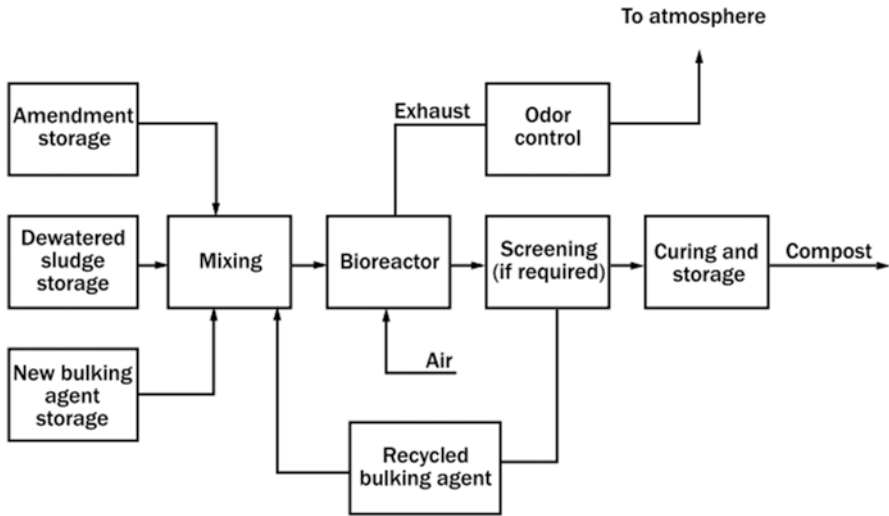 To atmosphere
Amendment
storage
Exhaust
Odor
control
Dewatered
sludge
storage
Mixing
Bioreactor
Screening
(if required)
Curing and
storage
Compost
New bulking
agent
storage
Air
Recycled
bulking agent